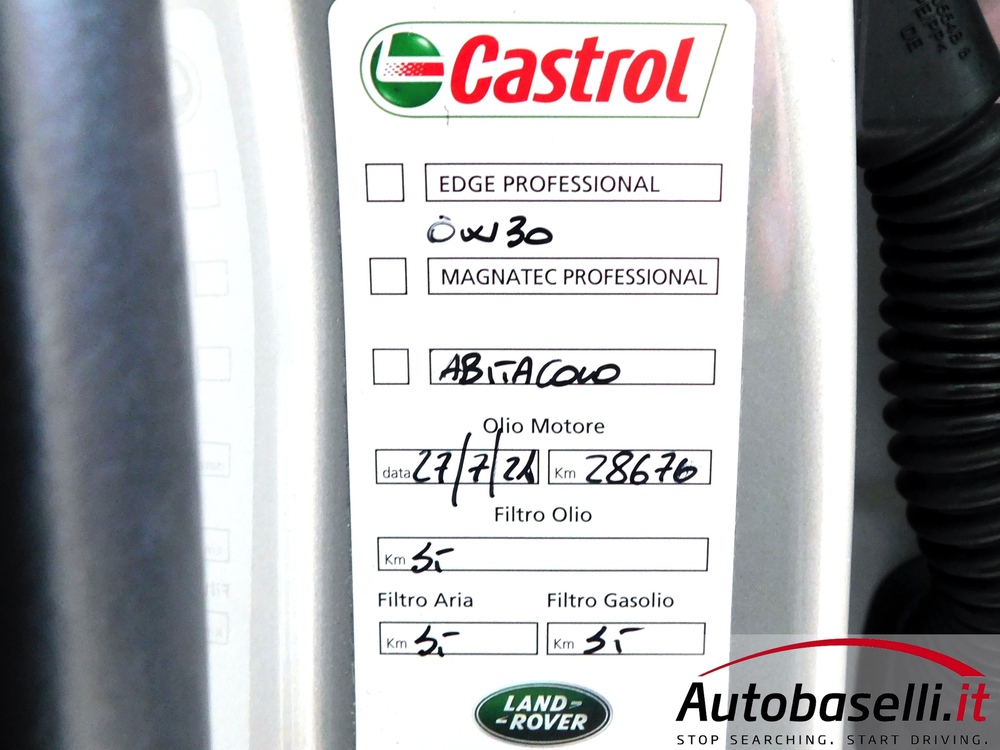 Castrol
EDGE PROFESSIONAL
0W30
MAGNATEC PROFESSIONAL
ABITACOLO
Olio Motore
data 27/7/21 Km 28676
Filtro Olio
Km Si
Filtro Aria Filtro Gasolio
Km Si Km Si
LAND-
-ROVER
Autobaselli.it
STOP SEARCHING. START DRIVING.